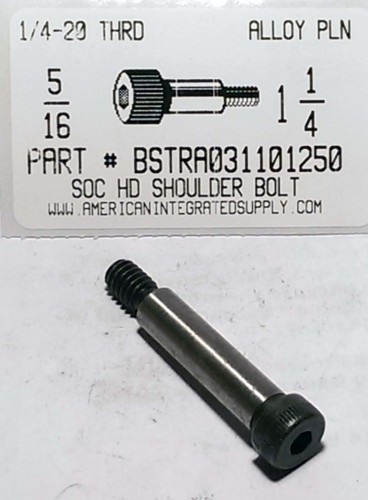 1/4-20 THRD ALLOY PLN
5/16 1 1/4
PART # BSTRA031101250
SOC HD SHOULDER BOLT
WWW.AMERICANINTEGRATEDSUPPLY.COM